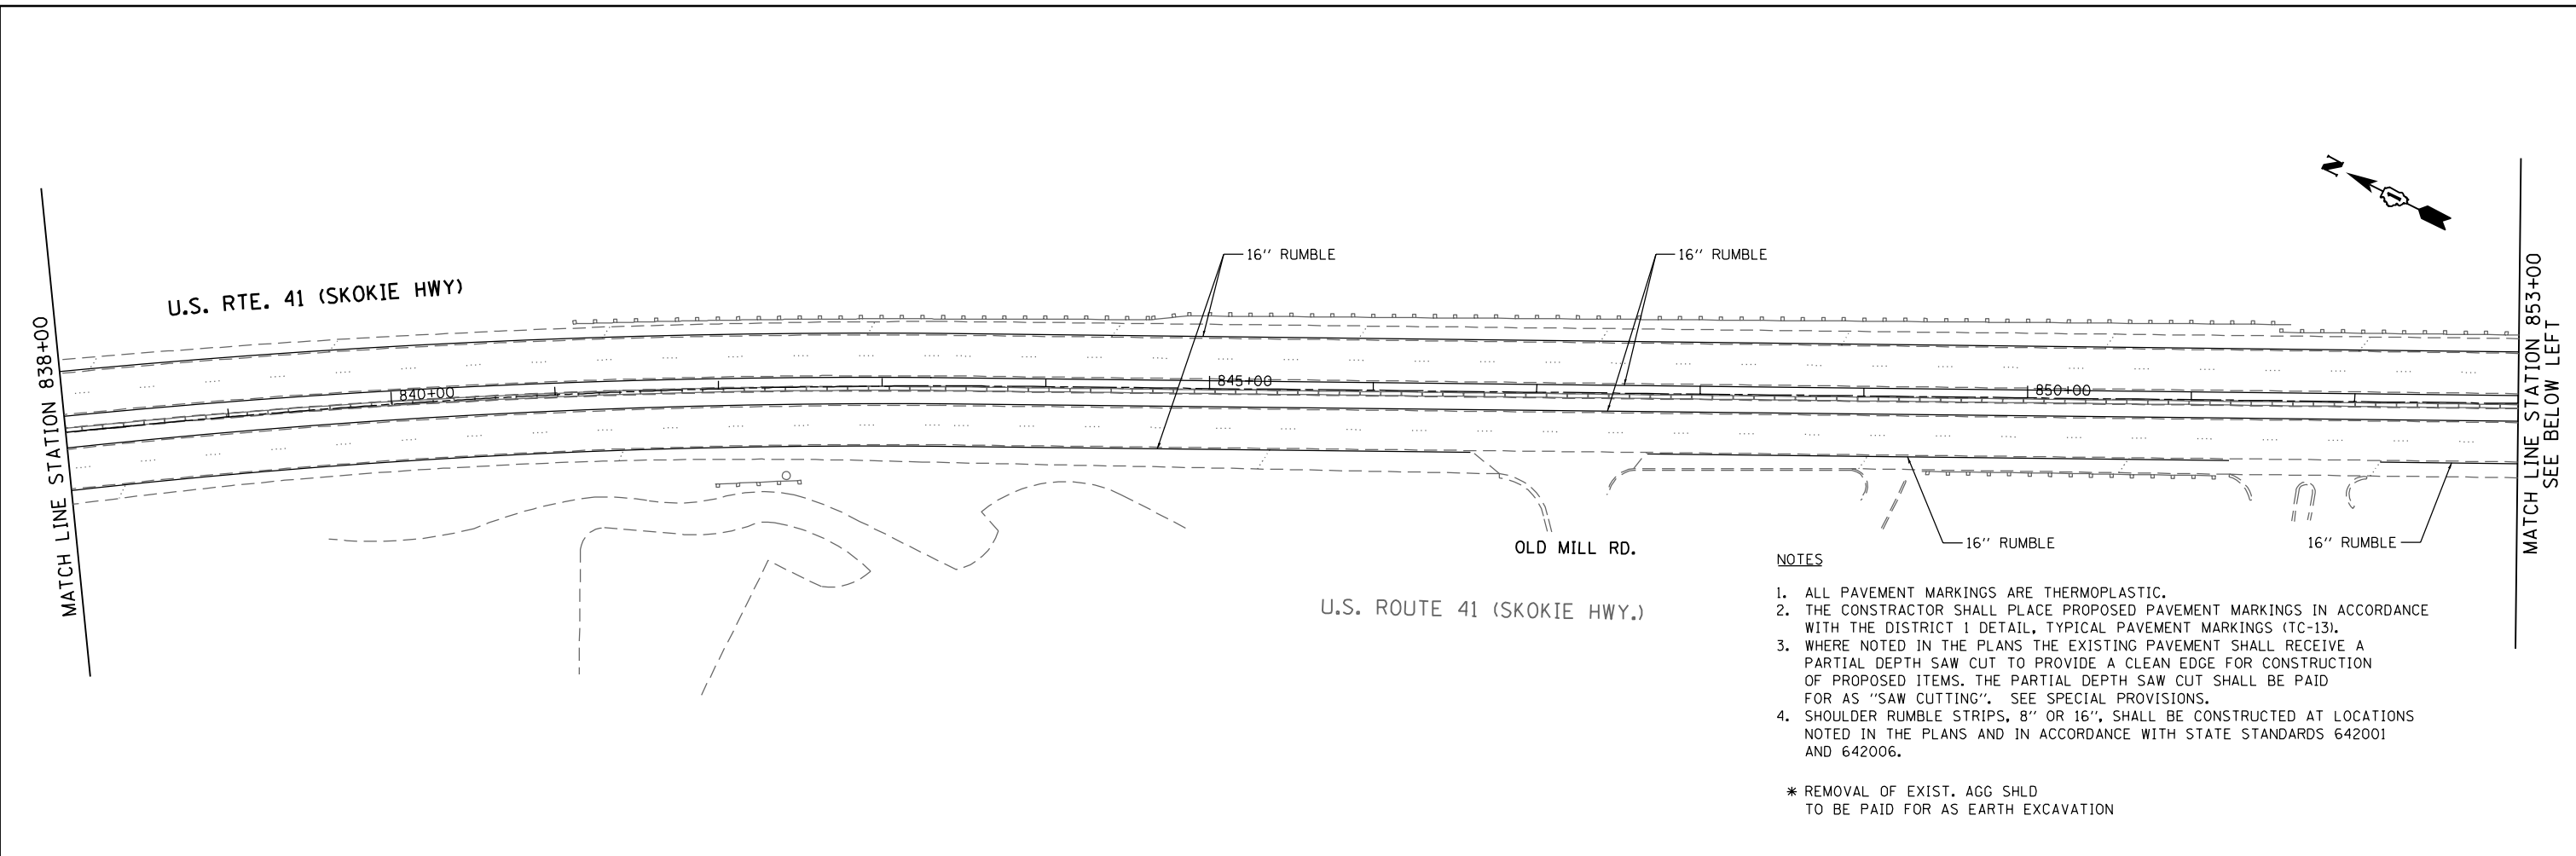 N
1
16" RUMBLE
16" RUMBLE
U.S. RTE. 41 (SKOKIE HWY)
MATCH LINE STATION 838+00
840+00
845+00
850+00
MATCH LINE STATION 853+00
SEE BELOW LEFT
16" RUMBLE
16" RUMBLE
OLD MILL RD.
U.S. ROUTE 41 (SKOKIE HWY.)
NOTES
1. ALL PAVEMENT MARKINGS ARE THERMOPLASTIC.
2. THE CONSTRACTOR SHALL PLACE PROPOSED PAVEMENT MARKINGS IN ACCORDANCE
WITH THE DISTRICT 1 DETAIL, TYPICAL PAVEMENT MARKINGS (TC-13).
3. WHERE NOTED IN THE PLANS THE EXISTING PAVEMENT SHALL RECEIVE A
PARTIAL DEPTH SAW CUT TO PROVIDE A CLEAN EDGE FOR CONSTRUCTION
OF PROPOSED ITEMS. THE PARTIAL DEPTH SAW CUT SHALL BE PAID
FOR AS "SAW CUTTING". SEE SPECIAL PROVISIONS.
4. SHOULDER RUMBLE STRIPS, 8" OR 16", SHALL BE CONSTRUCTED AT LOCATIONS
NOTED IN THE PLANS AND IN ACCORDANCE WITH STATE STANDARDS 642001
AND 642006.
* REMOVAL OF EXIST. AGG SHLD
TO BE PAID FOR AS EARTH EXCAVATION